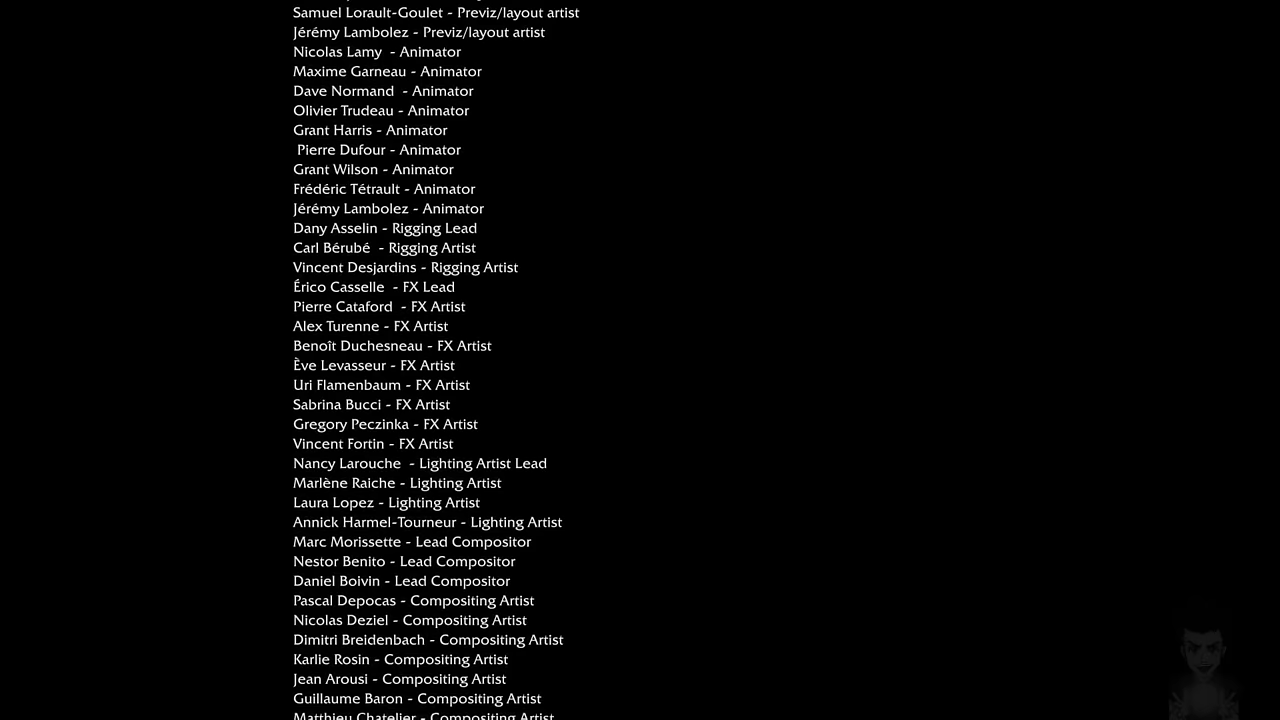 Samuel Lorault-Goulet - Previz/layout artist
Jérémy Lambolez - Previz/layout artist
Nicolas Lamy  - Animator
Maxime Garneau - Animator
Dave Normand  - Animator
Olivier Trudeau - Animator
Grant Harris - Animator
Pierre Dufour - Animator
Grant Wilson - Animator
Frédéric Tétrault - Animator
Jérémy Lambolez - Animator
Dany Asselin - Rigging Lead
Carl Bérubé  - Rigging Artist
Vincent Desjardins - Rigging Artist
Érico Casselle  - FX Lead
Pierre Cataford  - FX Artist
Alex Turenne - FX Artist
Benoît Duchesneau - FX Artist
Ève Levasseur - FX Artist
Uri Flamenbaum - FX Artist
Sabrina Bucci - FX Artist
Gregory Peczinka - FX Artist
Vincent Fortin - FX Artist
Nancy Larouche  - Lighting Artist Lead
Marlène Raiche - Lighting Artist
Laura Lopez - Lighting Artist
Annick Harmel-Tourneur - Lighting Artist
Marc Morissette - Lead Compositor
Nestor Benito - Lead Compositor
Daniel Boivin - Lead Compositor
Pascal Depocas - Compositing Artist
Nicolas Deziel - Compositing Artist
Dimitri Breidenbach - Compositing Artist
Karlie Rosin - Compositing Artist
Jean Arousi - Compositing Artist
Guillaume Baron - Compositing Artist
Matthieu Chatelier - Compositing Artist